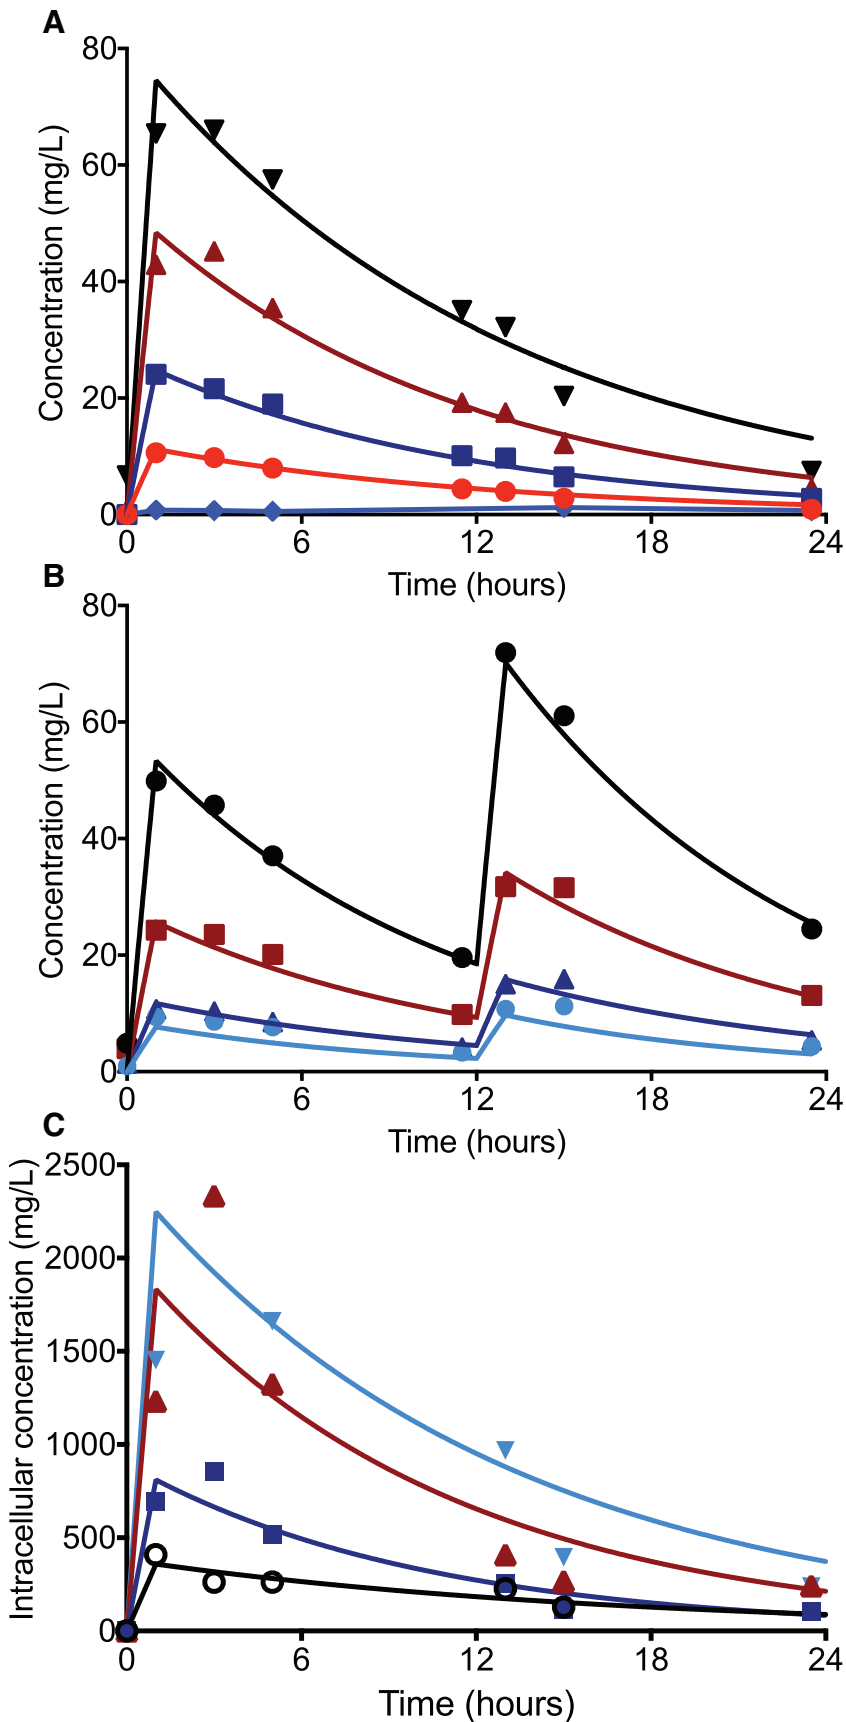 A
Concentration (mg/L)
80
60
40
20
0
0 6 12 18 24
Time (hours)
B
Concentration (mg/L)
80
60
40
20
0
0 6 12 18 24
Time (hours)
C
Intracellular concentration (mg/L)
2500
2000
1500
1000
500
0
0 6 12 18 24
Time (hours)